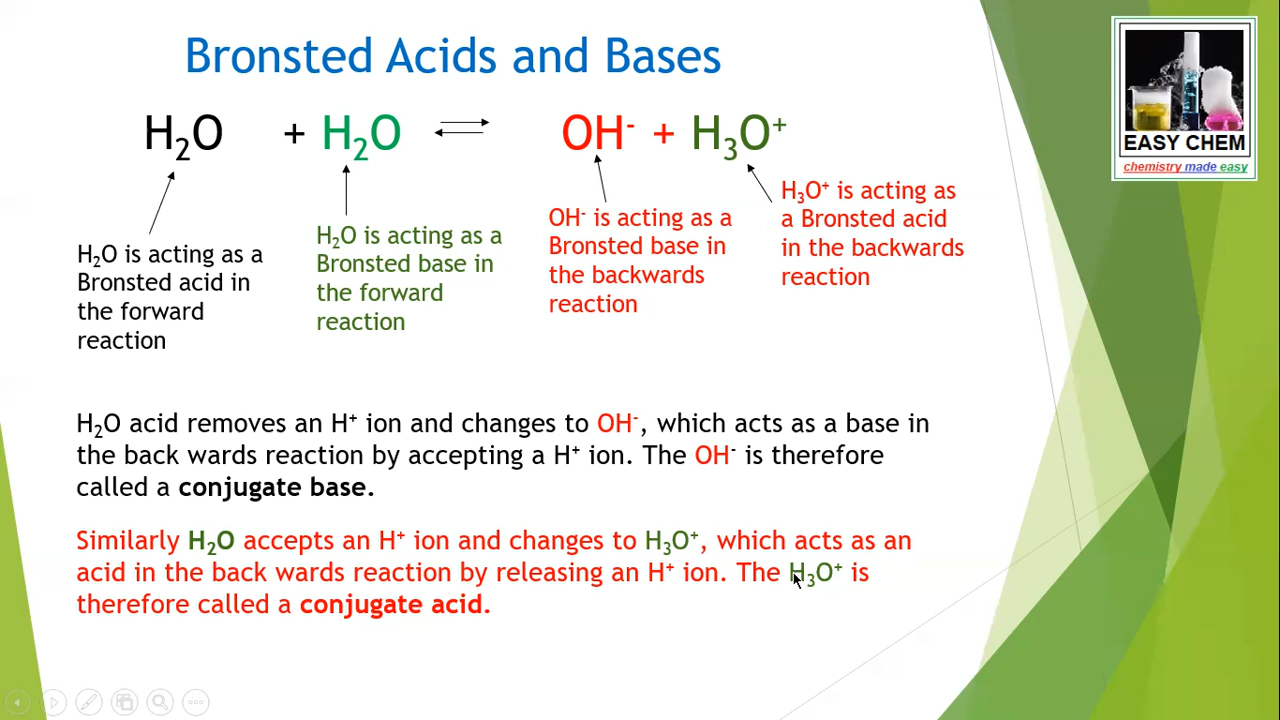 Bronsted Acids and Bases
H₂O + H₂O ⇌ OH⁻ + H₃O⁺
H₂O is acting as a
Bronsted acid in
the forward
reaction
H₂O is acting as a
Bronsted base in
the forward
reaction
OH⁻ is acting as a
Bronsted base in
the backwards
reaction
H₃O⁺ is acting as
a Bronsted acid
in the backwards
reaction
H₂O acid removes an H⁺ ion and changes to OH⁻, which acts as a base in
the back wards reaction by accepting a H⁺ ion. The OH⁻ is therefore
called a conjugate base.
Similarly H₂O accepts an H⁺ ion and changes to H₃O⁺, which acts as an
acid in the back wards reaction by releasing an H⁺ ion. The H₃O⁺ is
therefore called a conjugate acid.
EASY CHEM
chemistry made easy